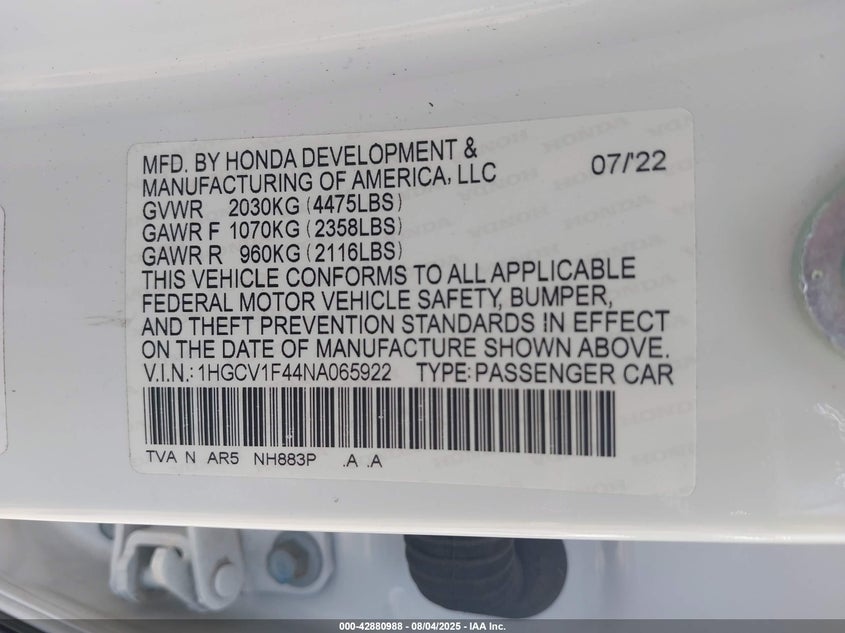 MFD. BY HONDA DEVELOPMENT &
MANUFACTURING OF AMERICA, LLC 07/'22
GVWR 2030KG (4475LBS)
GAWR F 1070KG (2358LBS)
GAWR R 960KG (2116LBS)
THIS VEHICLE CONFORMS TO ALL APPLICABLE
FEDERAL MOTOR VEHICLE SAFETY, BUMPER,
AND THEFT PREVENTION STANDARDS IN EFFECT
ON THE DATE OF MANUFACTURE SHOWN ABOVE.
V.I.N.: 1HGCV1F44NA065922 TYPE: PASSENGER CAR
TVA N AR5 NH883P .A .A
000-42880988 - 08/04/2025 - IAA Inc.